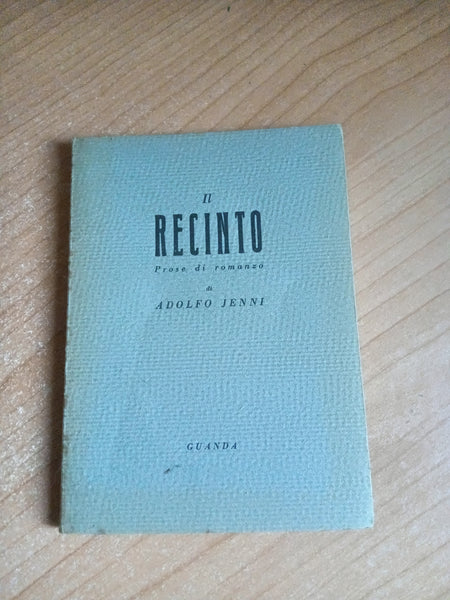 Il
RECINTO
Prose di romanzo
di
ADOLFO JENNI
GUANDA